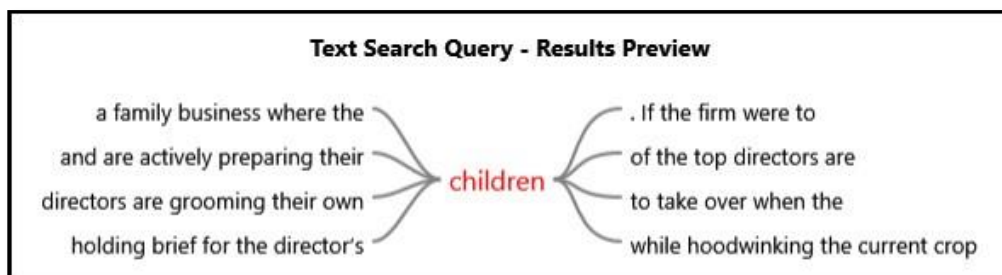 Text Search Query - Results Preview
a family business where the
and are actively preparing their
directors are grooming their own
holding brief for the director's
children
. If the firm were to
of the top directors are
to take over when the
while hoodwinking the current crop